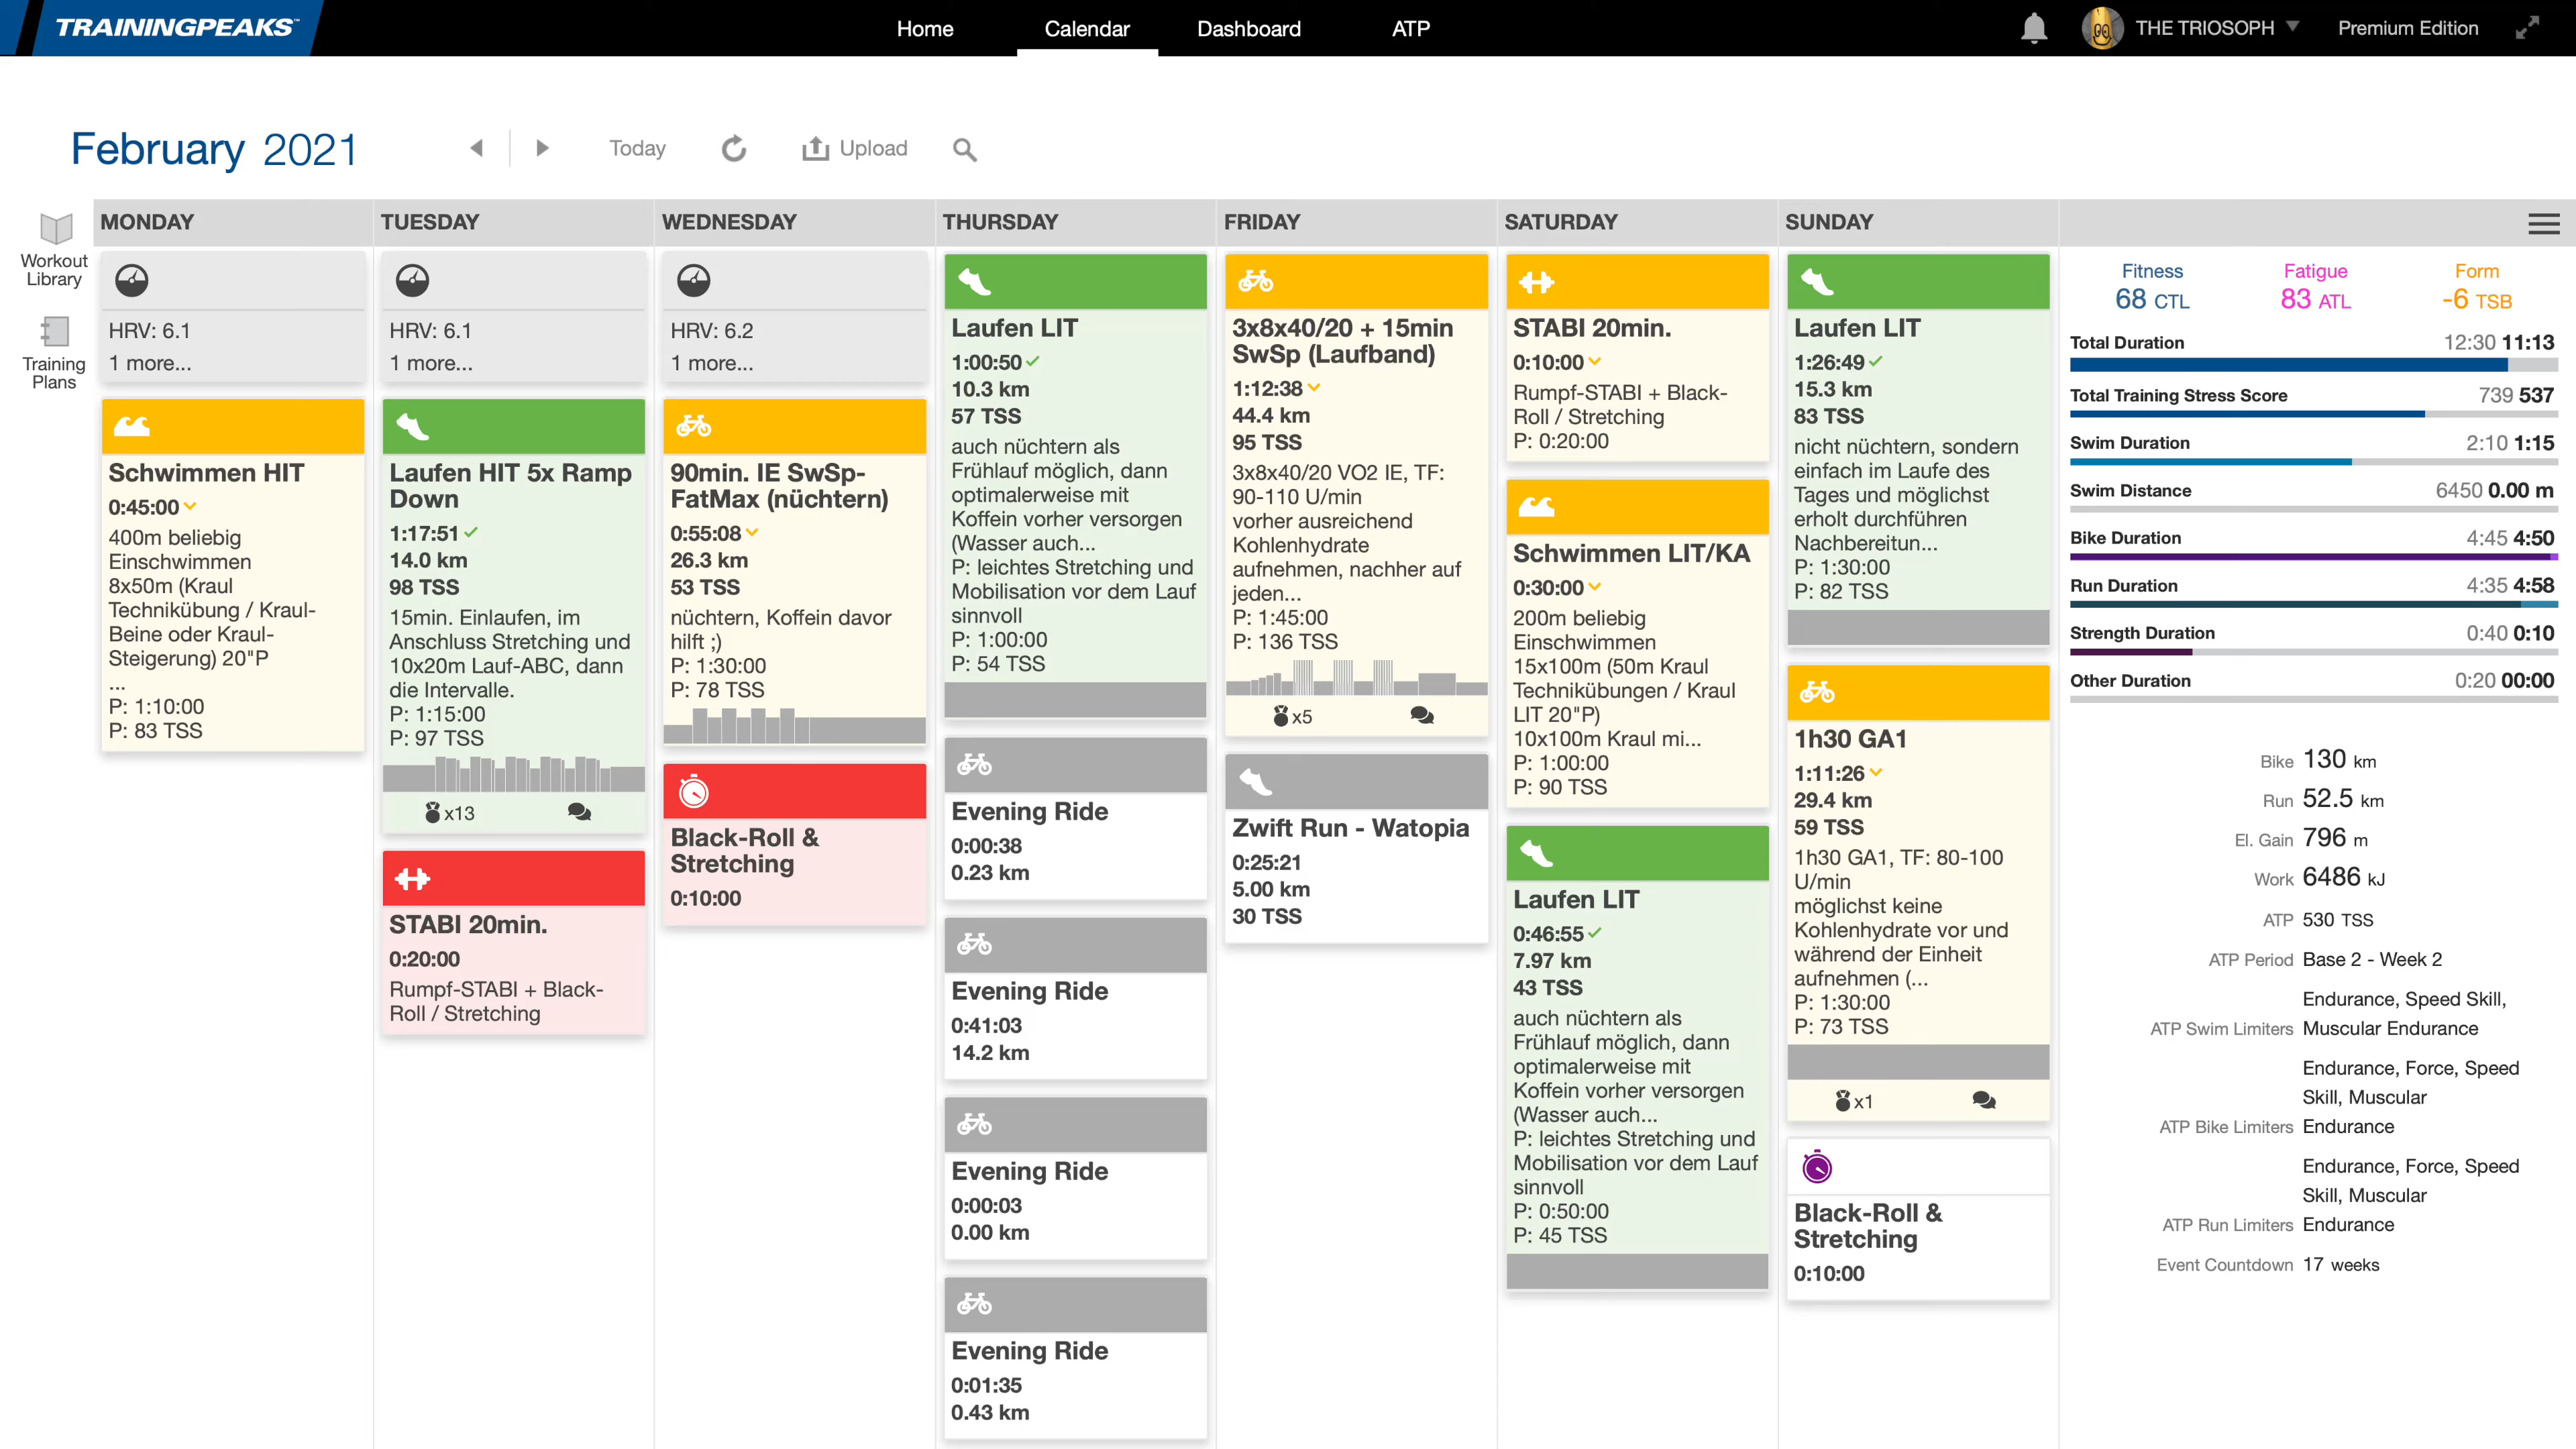 TRAININGPEAKS™
Home
Calendar
Dashboard
ATP
THE TRIOSOPH
Premium Edition
February 2021
Today
Upload
Workout
Library
Training
Plans
MONDAY
HRV: 6.1
1 more...
Schwimmen HIT
0:45:00
400m beliebig
Einschwimmen
8x50m (Kraul
Technikübung / Kraul-
Beine oder Kraul-
Steigerung) 20"P
...
P: 1:10:00
P: 83 TSS
TUESDAY
HRV: 6.1
1 more...
Laufen HIT 5x Ramp
Down
1:17:51
14.0 km
98 TSS
15min. Einlaufen, im
Anschluss Stretching und
10x20m Lauf-ABC, dann
die Intervalle.
P: 1:15:00
P: 97 TSS
x13
STABI 20min.
0:20:00
Rumpf-STABI + Black-
Roll / Stretching
WEDNESDAY
HRV: 6.2
1 more...
90min. IE SwSp-
FatMax (nüchtern)
0:55:08
26.3 km
53 TSS
nüchtern, Koffein davor
hilft ;)
P: 1:30:00
P: 78 TSS
Black-Roll &
Stretching
0:10:00
THURSDAY
Laufen LIT
1:00:50
10.3 km
57 TSS
auch nüchtern als
Frühlauf möglich, dann
optimalerweise mit
Koffein vorher versorgen
(Wasser auch...
P: leichtes Stretching und
Mobilisation vor dem Lauf
sinnvoll
P: 1:00:00
P: 54 TSS
Evening Ride
0:00:38
0.23 km
Evening Ride
0:41:03
14.2 km
Evening Ride
0:00:03
0.00 km
Evening Ride
0:01:35
0.43 km
FRIDAY
3x8x40/20 + 15min
SwSp (Laufband)
1:12:38
44.4 km
95 TSS
3x8x40/20 VO2 IE, TF:
90-110 U/min
vorher ausreichend
Kohlenhydrate
aufnehmen, nachher auf
jeden...
P: 1:45:00
P: 136 TSS
x5
Zwift Run - Watopia
0:25:21
5.00 km
30 TSS
SATURDAY
STABI 20min.
0:10:00
Rumpf-STABI + Black-
Roll / Stretching
P: 0:20:00
Schwimmen LIT/KA
0:30:00
200m beliebig
Einschwimmen
15x100m (50m Kraul
Technikübungen / Kraul
LIT 20"P)
10x100m Kraul mi...
P: 1:00:00
P: 90 TSS
Laufen LIT
0:46:55
7.97 km
43 TSS
auch nüchtern als
Frühlauf möglich, dann
optimalerweise mit
Koffein vorher versorgen
(Wasser auch...
P: leichtes Stretching und
Mobilisation vor dem Lauf
sinnvoll
P: 0:50:00
P: 45 TSS
SUNDAY
Laufen LIT
1:26:49
15.3 km
83 TSS
nicht nüchtern, sondern
einfach im Laufe des
Tages und möglichst
erholt durchführen
Nachbereitun...
P: 1:30:00
P: 82 TSS
1h30 GA1
1:11:26
29.4 km
59 TSS
1h30 GA1, TF: 80-100
U/min
möglichst keine
Kohlenhydrate vor und
während der Einheit
aufnehmen (...
P: 1:30:00
P: 73 TSS
x1
Black-Roll &
Stretching
0:10:00
Fitness
68 CTL
Fatigue
83 ATL
Form
-6 TSB
Total Duration 12:30 11:13
Total Training Stress Score 739 537
Swim Duration 2:10 1:15
Swim Distance 6450 0.00 m
Bike Duration 4:45 4:50
Run Duration 4:35 4:58
Strength Duration 0:40 0:10
Other Duration 0:20 00:00
Bike 130 km
Run 52.5 km
El. Gain 796 m
Work 6486 kJ
ATP 530 TSS
ATP Period Base 2 - Week 2
Endurance, Speed Skill,
ATP Swim Limiters Muscular Endurance
Endurance, Force, Speed
Skill, Muscular
ATP Bike Limiters Endurance
Endurance, Force, Speed
Skill, Muscular
ATP Run Limiters Endurance
Event Countdown 17 weeks